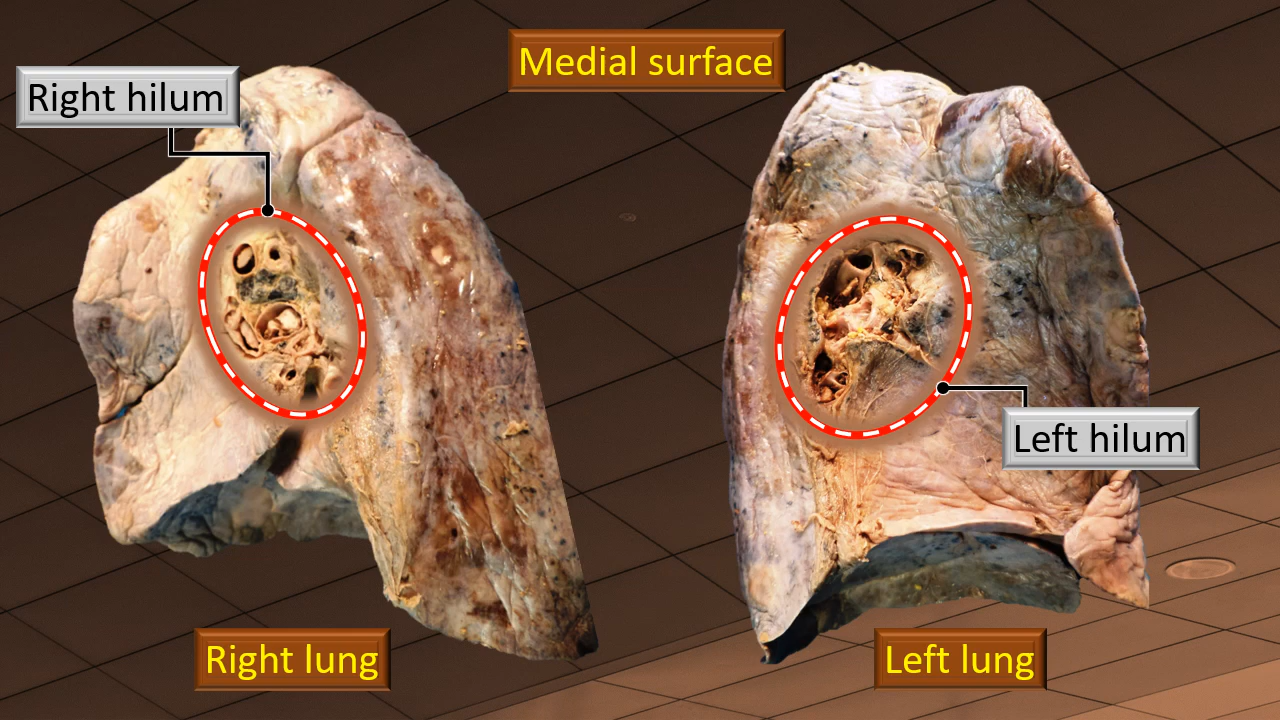 Medial surface
Right hilum
Left hilum
Right lung
Left lung